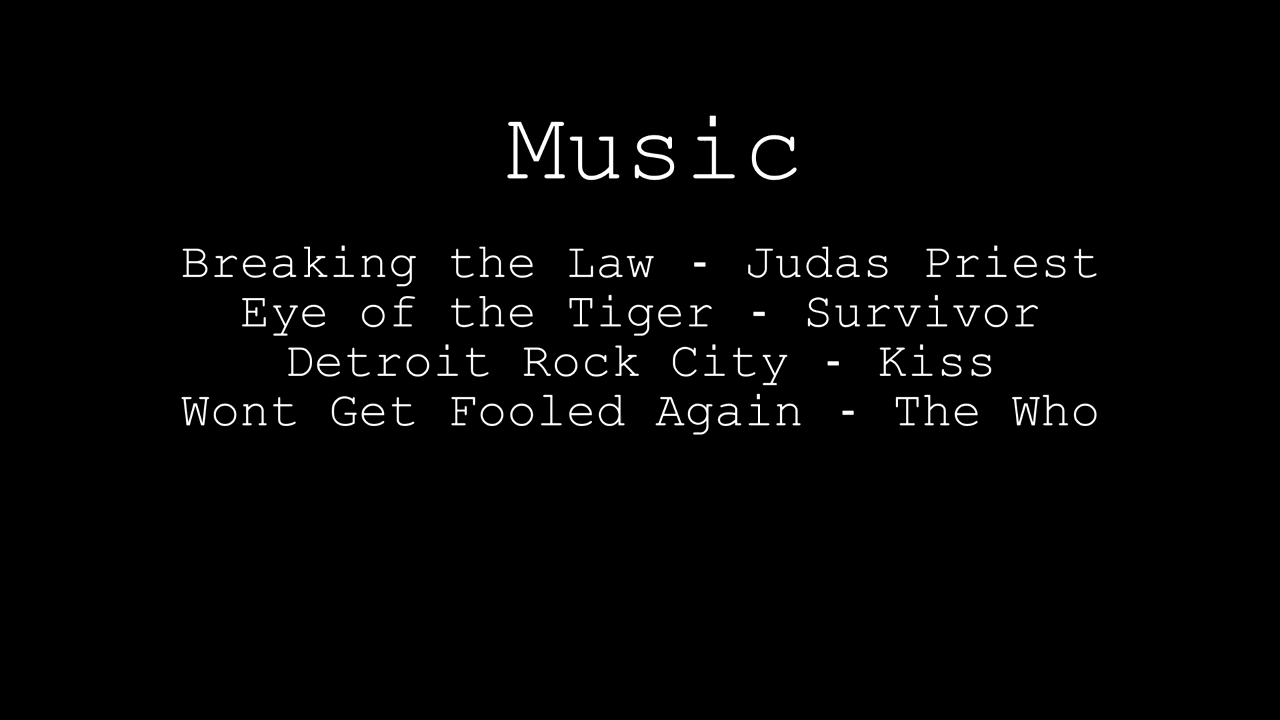 Music
Breaking the Law - Judas Priest
Eye of the Tiger - Survivor
Detroit Rock City - Kiss
Wont Get Fooled Again - The Who